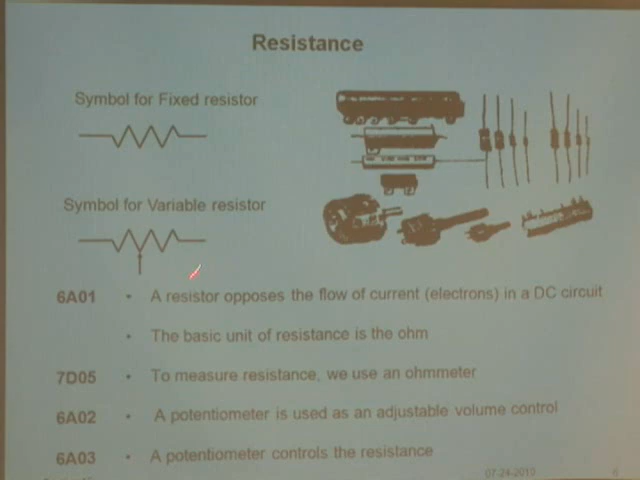 Resistance
Symbol for Fixed resistor
Symbol for Variable resistor
6A01 • A resistor opposes the flow of current (electrons) in a DC circuit
• The basic unit of resistance is the ohm
7D05 • To measure resistance, we use an ohmmeter
6A02 • A potentiometer is used as an adjustable volume control
6A03 • A potentiometer controls the resistance
07-24-2010
6